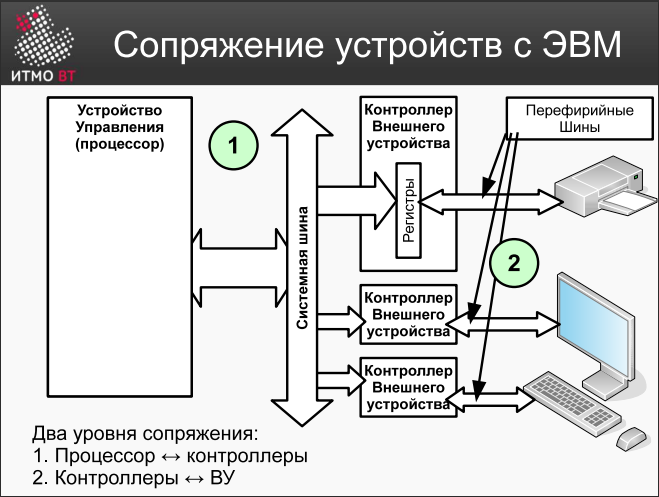 ИТМО ВТ
Сопряжение устройств с ЭВМ
Устройство
Управления
(процессор)
1
Системная шина
Контроллер
Внешнего
устройства
Регистры
Перефирийные
Шины
2
Контроллер
Внешнего
устройства
Контроллер
Внешнего
устройства
Два уровня сопряжения:
1. Процессор ↔ контроллеры
2. Контроллеры ↔ ВУ